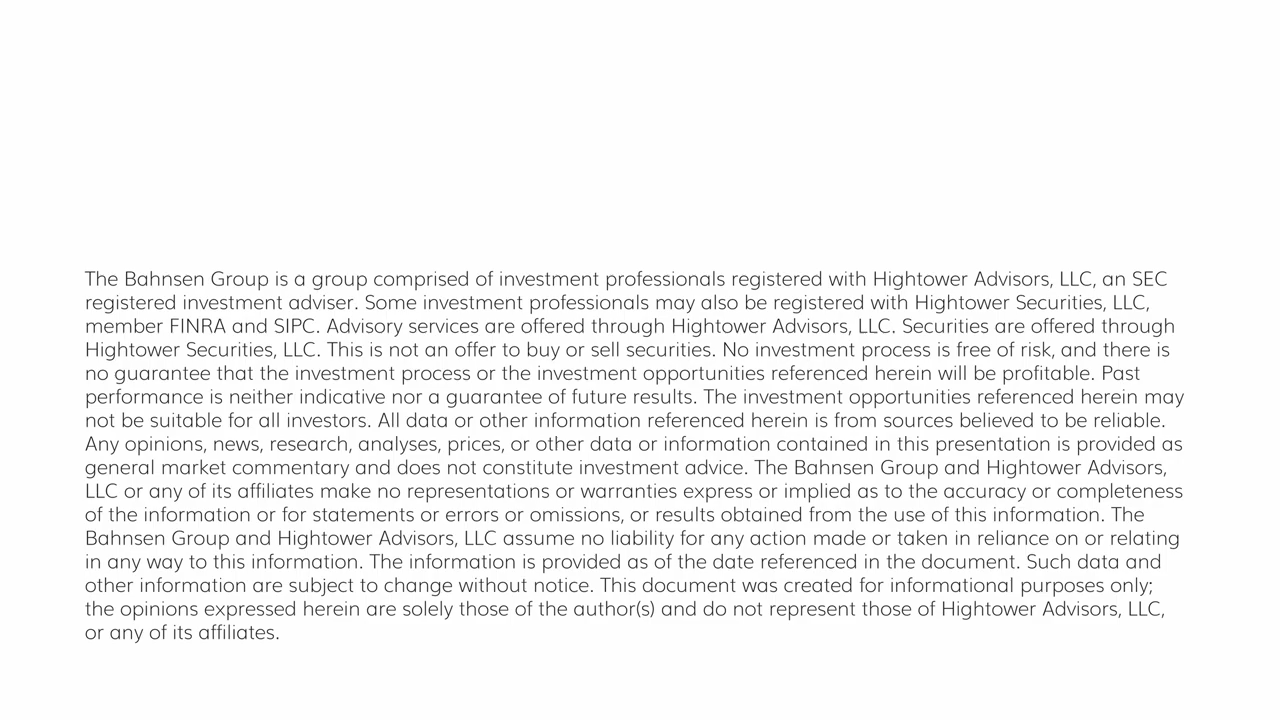 The Bahnsen Group is a group comprised of investment professionals registered with Hightower Advisors, LLC, an SEC
registered investment adviser. Some investment professionals may also be registered with Hightower Securities, LLC,
member FINRA and SIPC. Advisory services are offered through Hightower Advisors, LLC. Securities are offered through
Hightower Securities, LLC. This is not an offer to buy or sell securities. No investment process is free of risk, and there is
no guarantee that the investment process or the investment opportunities referenced herein will be profitable. Past
performance is neither indicative nor a guarantee of future results. The investment opportunities referenced herein may
not be suitable for all investors. All data or other information referenced herein is from sources believed to be reliable.
Any opinions, news, research, analyses, prices, or other data or information contained in this presentation is provided as
general market commentary and does not constitute investment advice. The Bahnsen Group and Hightower Advisors,
LLC or any of its affiliates make no representations or warranties express or implied as to the accuracy or completeness
of the information or for statements or errors or omissions, or results obtained from the use of this information. The
Bahnsen Group and Hightower Advisors, LLC assume no liability for any action made or taken in reliance on or relating
in any way to this information. The information is provided as of the date referenced in the document. Such data and
other information are subject to change without notice. This document was created for informational purposes only;
the opinions expressed herein are solely those of the author(s) and do not represent those of Hightower Advisors, LLC,
or any of its affiliates.